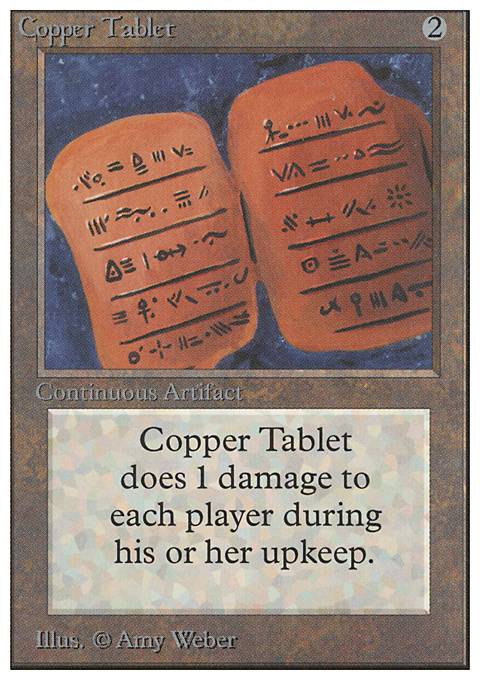 Copper Tablet 2
Continuous Artifact
Copper Tablet
does 1 damage to
each player during
his or her upkeep.
Illus. © Amy Weber